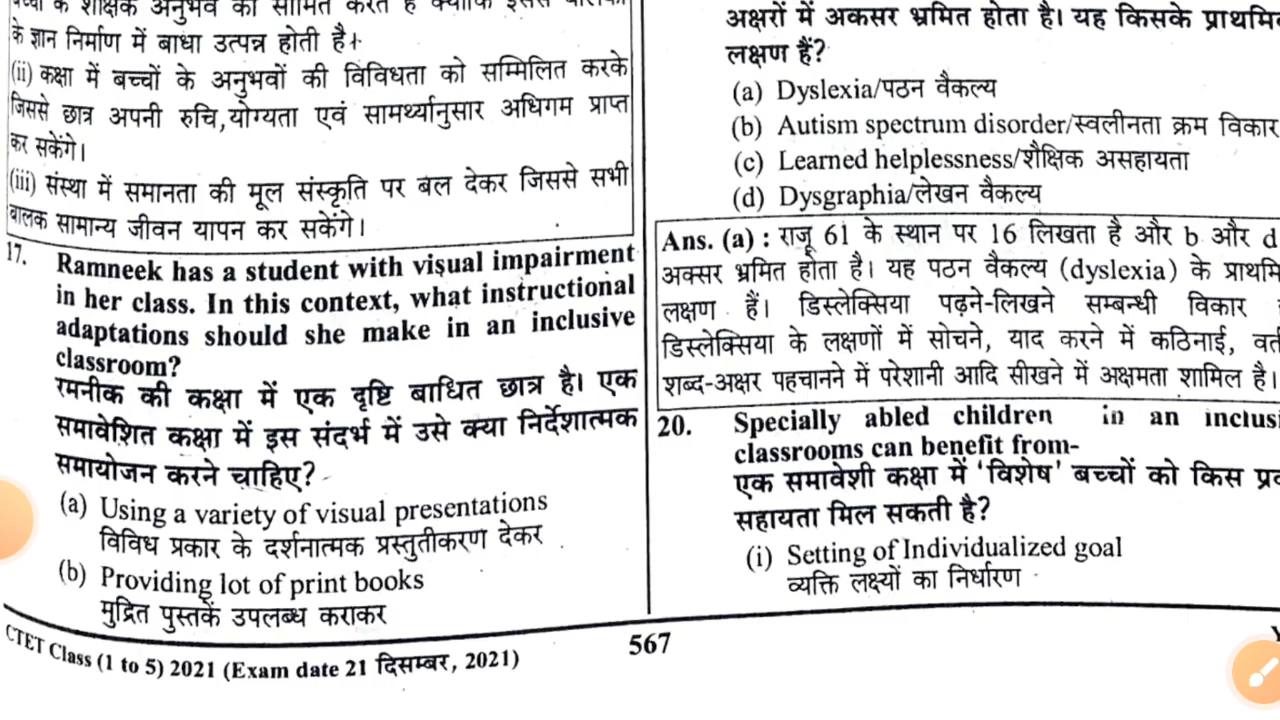 के शैक्षिक अनुभव को सीमित करते हैं क्योंकि इससे
के ज्ञान निर्माण में बाधा उत्पन्न होती है।
(ii) कक्षा में बच्चों के अनुभवों की विविधता को सम्मिलित करके
जिससे छात्र अपनी रुचि, योग्यता एवं सामर्थ्यानुसार अधिगम प्राप्त
कर सकेंगे।
(iii) संस्था में समानता की मूल संस्कृति पर बल देकर जिससे सभी
बालक सामान्य जीवन यापन कर सकेंगे।
17. Ramneek has a student with visual impairment
in her class. In this context, what instructional
adaptations should she make in an inclusive
classroom?
रमनीक की कक्षा में एक दृष्टि बाधित छात्र है। एक
समावेशित कक्षा में इस संदर्भ में उसे क्या निर्देशात्मक
समायोजन करने चाहिए?
(a) Using a variety of visual presentations
विविध प्रकार के दर्शनात्मक प्रस्तुतीकरण देकर
(b) Providing lot of print books
मुद्रित पुस्तकें उपलब्ध कराकर
अक्षरों में अकसर भ्रमित होता है। यह किसके प्राथमि
लक्षण हैं?
(a) Dyslexia/पठन वैकल्य
(b) Autism spectrum disorder/स्वलीनता क्रम विकार
(c) Learned helplessness/शैक्षिक असहायता
(d) Dysgraphia/लेखन वैकल्य
Ans. (a) : राजू 61 के स्थान पर 16 लिखता है और b और d
अक्सर भ्रमित होता है। यह पठन वैकल्य (dyslexia) के प्राथमि
लक्षण हैं। डिस्लेक्सिया पढ़ने-लिखने सम्बन्धी विकार
डिस्लेक्सिया के लक्षणों में सोचने, याद करने में कठिनाई, वर्त
शब्द-अक्षर पहचानने में परेशानी आदि सीखने में अक्षमता शामिल है।
20. Specially abled children in an inclusi
classrooms can benefit from-
एक समावेशी कक्षा में 'विशेष' बच्चों को किस प्र
सहायता मिल सकती है?
(i) Setting of Individualized goal
व्यक्ति लक्ष्यों का निर्धारण
CTET Class (1 to 5) 2021 (Exam date 21 दिसम्बर, 2021)
567